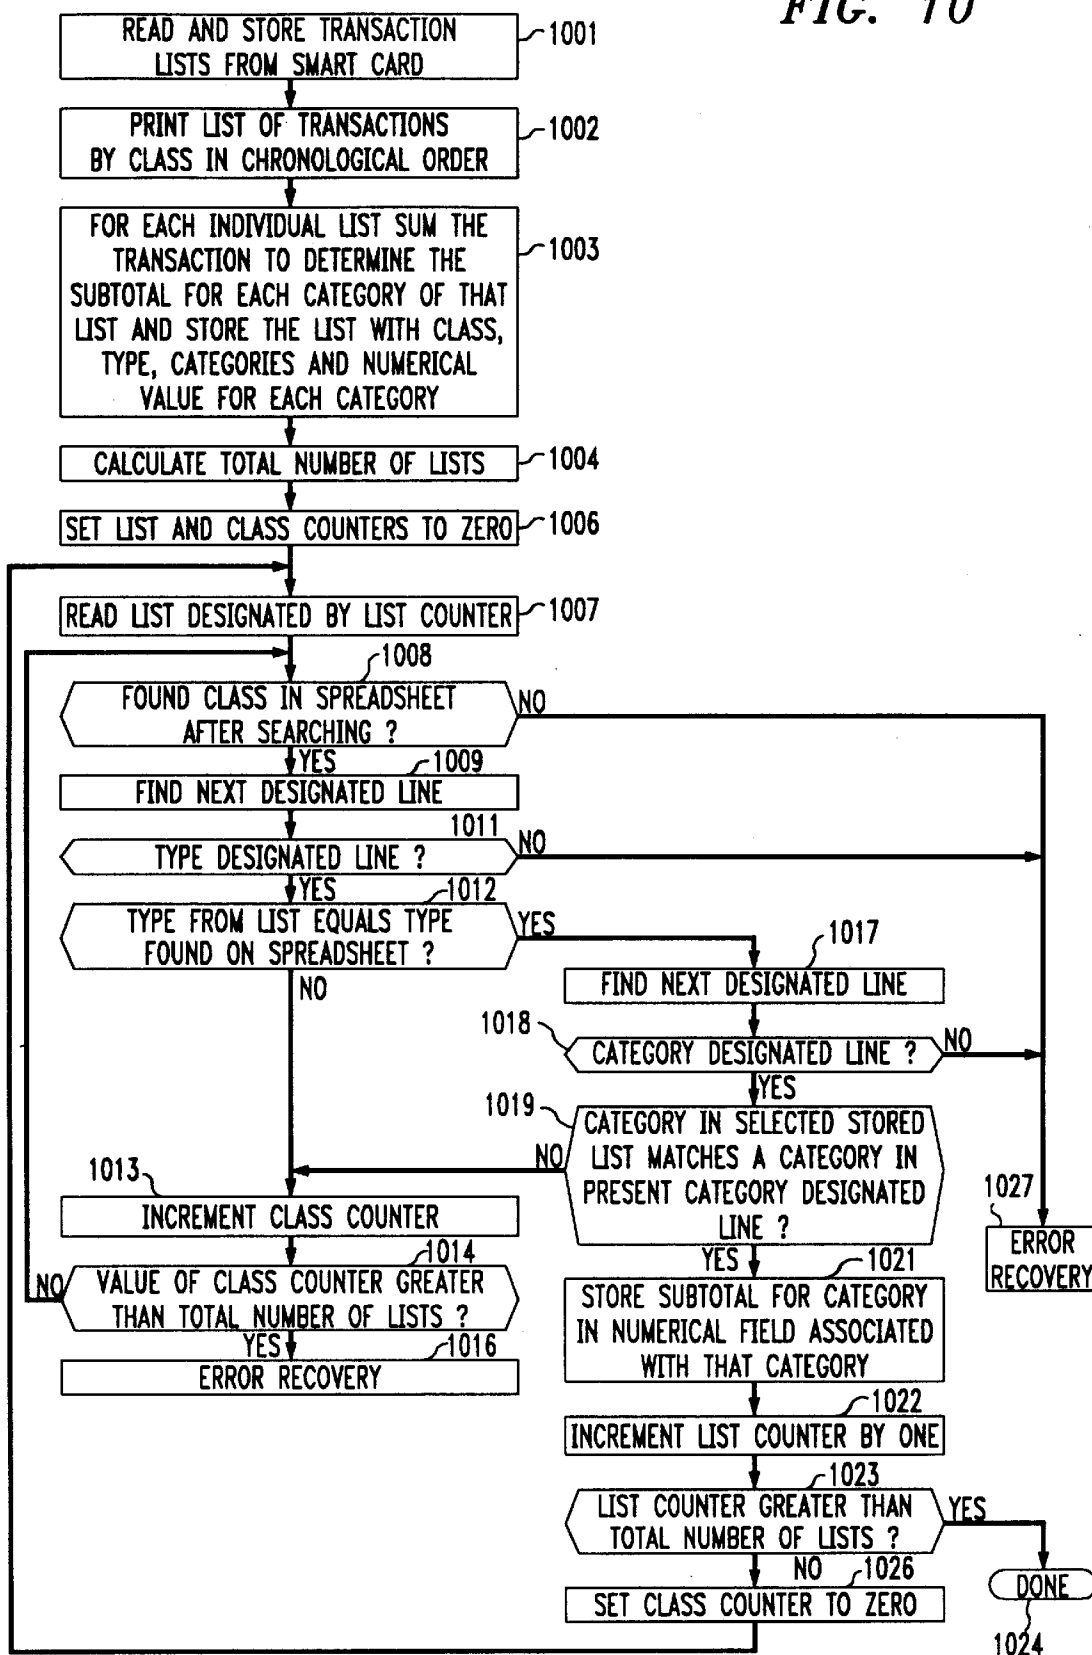 FIG. 10
READ AND STORE TRANSACTION
LISTS FROM SMART CARD
1001
PRINT LIST OF TRANSACTIONS
BY CLASS IN CHRONOLOGICAL ORDER
1002
FOR EACH INDIVIDUAL LIST SUM THE
TRANSACTION TO DETERMINE THE
SUBTOTAL FOR EACH CATEGORY OF THAT
LIST AND STORE THE LIST WITH CLASS,
TYPE, CATEGORIES AND NUMERICAL
VALUE FOR EACH CATEGORY
1003
CALCULATE TOTAL NUMBER OF LISTS
1004
SET LIST AND CLASS COUNTERS TO ZERO
1006
READ LIST DESIGNATED BY LIST COUNTER
1007
1008
FOUND CLASS IN SPREADSHEET
AFTER SEARCHING ?
NO
YES
1009
FIND NEXT DESIGNATED LINE
1011
TYPE DESIGNATED LINE ?
NO
YES
1012
TYPE FROM LIST EQUALS TYPE
FOUND ON SPREADSHEET ?
YES
NO
1017
FIND NEXT DESIGNATED LINE
1018
CATEGORY DESIGNATED LINE ?
NO
YES
1019
CATEGORY IN SELECTED STORED
LIST MATCHES A CATEGORY IN
PRESENT CATEGORY DESIGNATED
LINE ?
NO
YES
1013
INCREMENT CLASS COUNTER
1014
VALUE OF CLASS COUNTER GREATER
THAN TOTAL NUMBER OF LISTS ?
NO
YES
1016
ERROR RECOVERY
1027
ERROR
RECOVERY
1021
STORE SUBTOTAL FOR CATEGORY
IN NUMERICAL FIELD ASSOCIATED
WITH THAT CATEGORY
1022
INCREMENT LIST COUNTER BY ONE
1023
LIST COUNTER GREATER THAN
TOTAL NUMBER OF LISTS ?
YES
NO
1026
SET CLASS COUNTER TO ZERO
DONE
1024